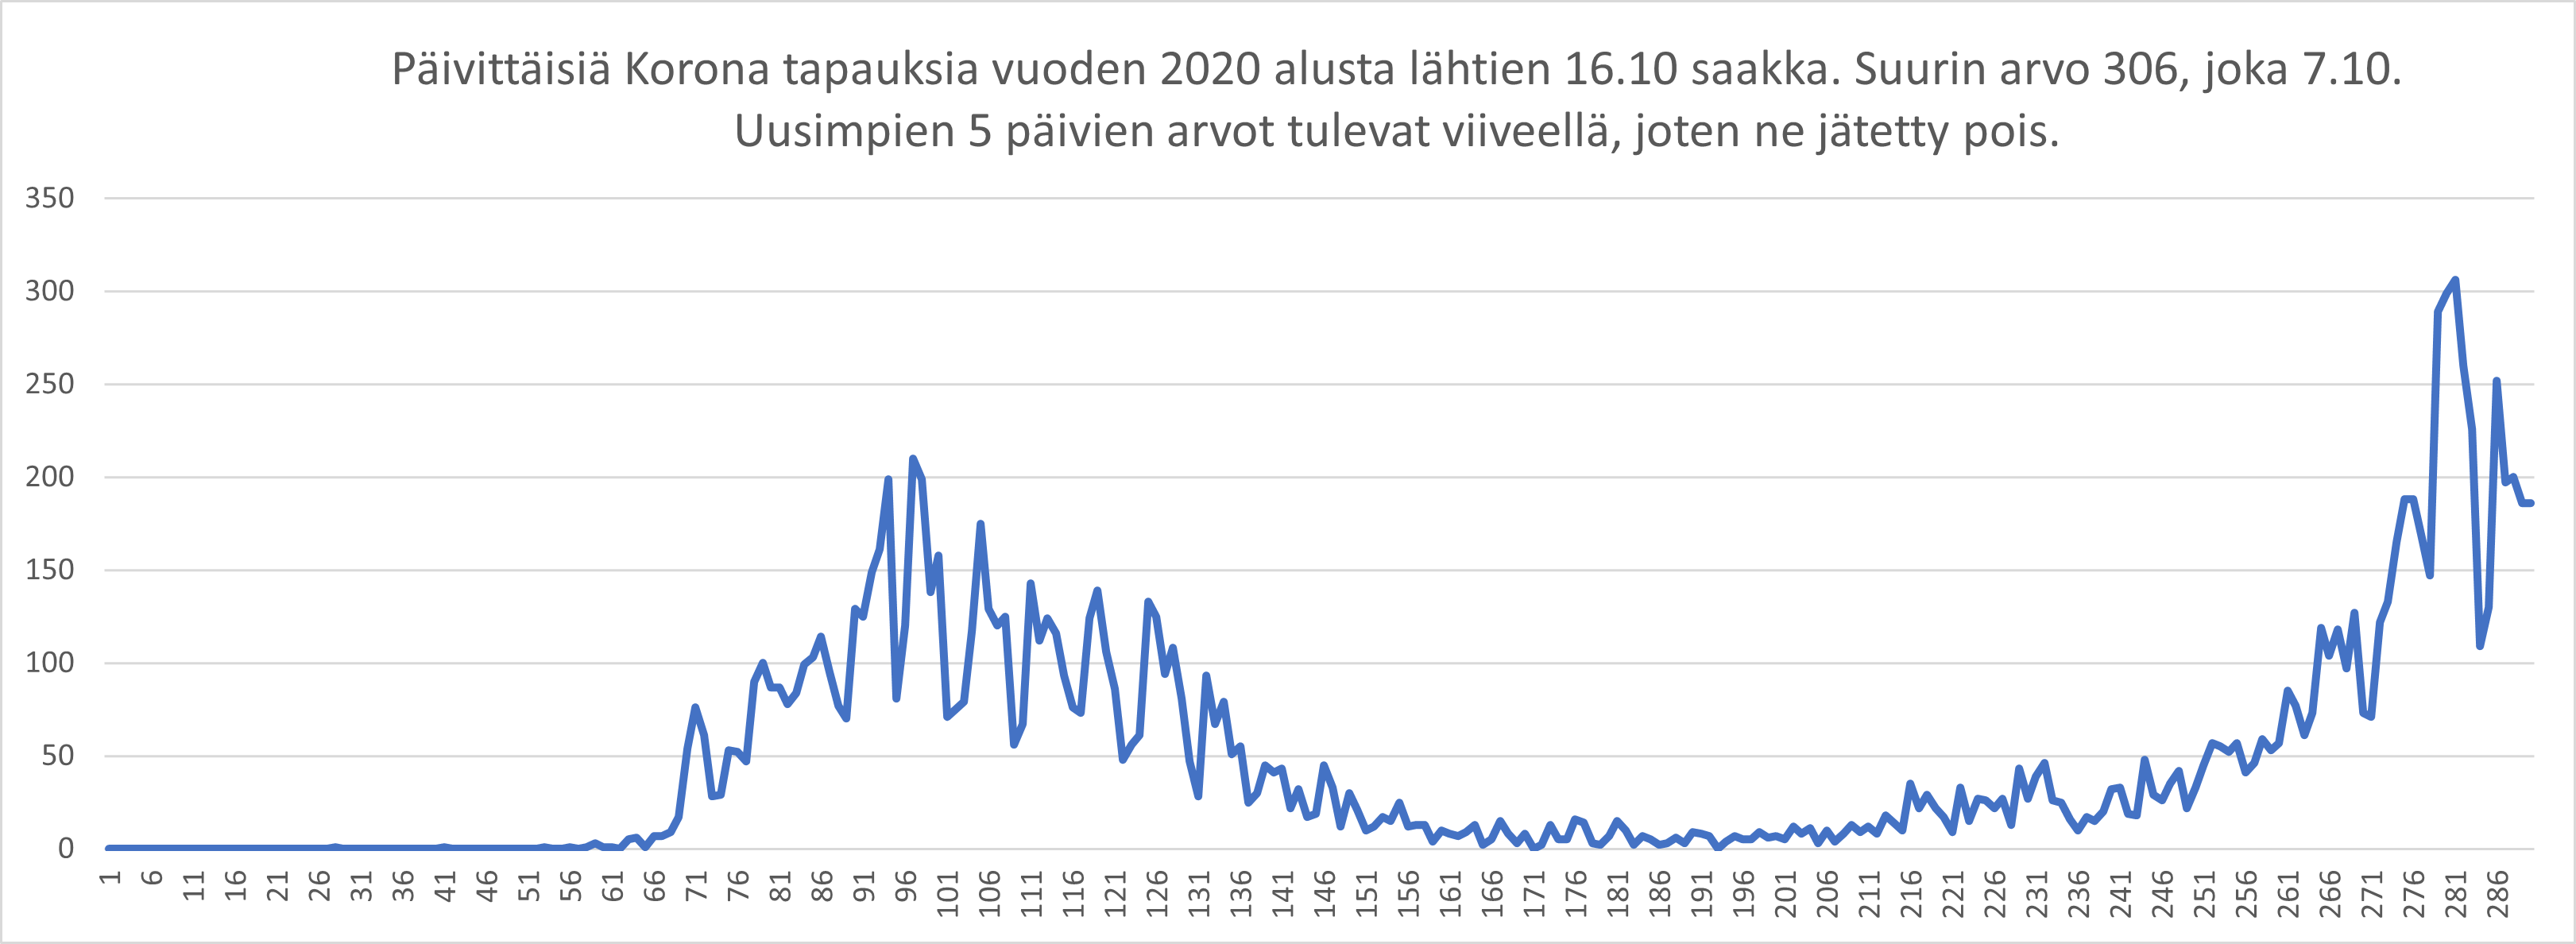 Päivittäisiä Korona tapauksia vuoden 2020 alusta lähtien 16.10 saakka. Suurin arvo 306, joka 7.10.
Uusimpien 5 päivien arvot tulevat viiveellä, joten ne jätetty pois.
350
300
250
200
150
100
50
0
1 6 11 16 21 26 31 36 41 46 51 56 61 66 71 76 81 86 91 96 101 106 111 116 121 126 131 136 141 146 151 156 161 166 171 176 181 186 191 196 201 206 211 216 221 226 231 236 241 246 251 256 261 266 271 276 281 286